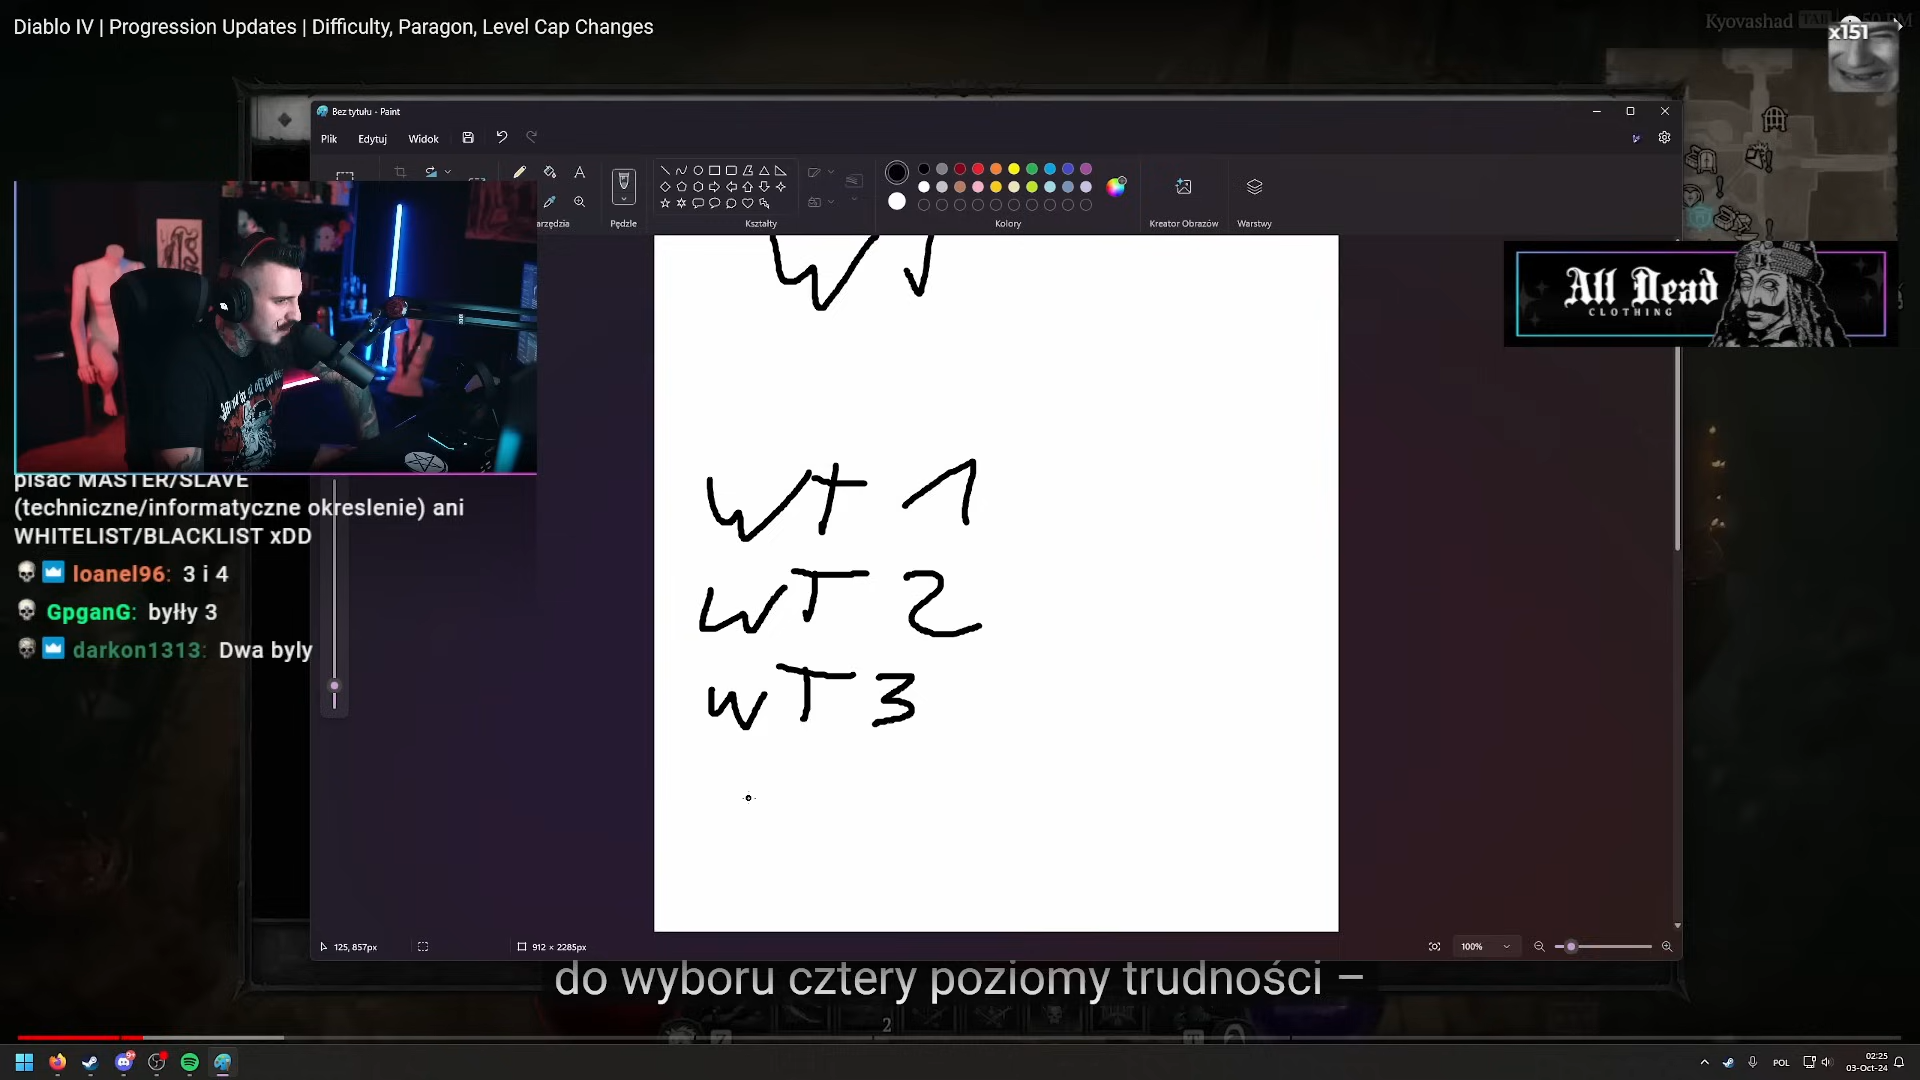 Diablo IV | Progression Updates | Difficulty, Paragon, Level Cap Changes
Kyovashad TAB
x151
Bez tytułu - Paint
Plik Edytuj Widok
Pędzle Kształty Kolory Kreator Obrazów Warstwy
All Dead
CLOTHING
pisac MASTER/SLAVE
(techniczne/informatyczne okreslenie) ani
WHITELIST/BLACKLIST xDD
loanel96: 3 i 4
GpganG: byłły 3
darkon1313: Dwa byly
WT 1
WT 2
WT 3
125, 857px 912 × 2285px 100%
do wyboru cztery poziomy trudności –
2
POL
02:25
03-Oct-24